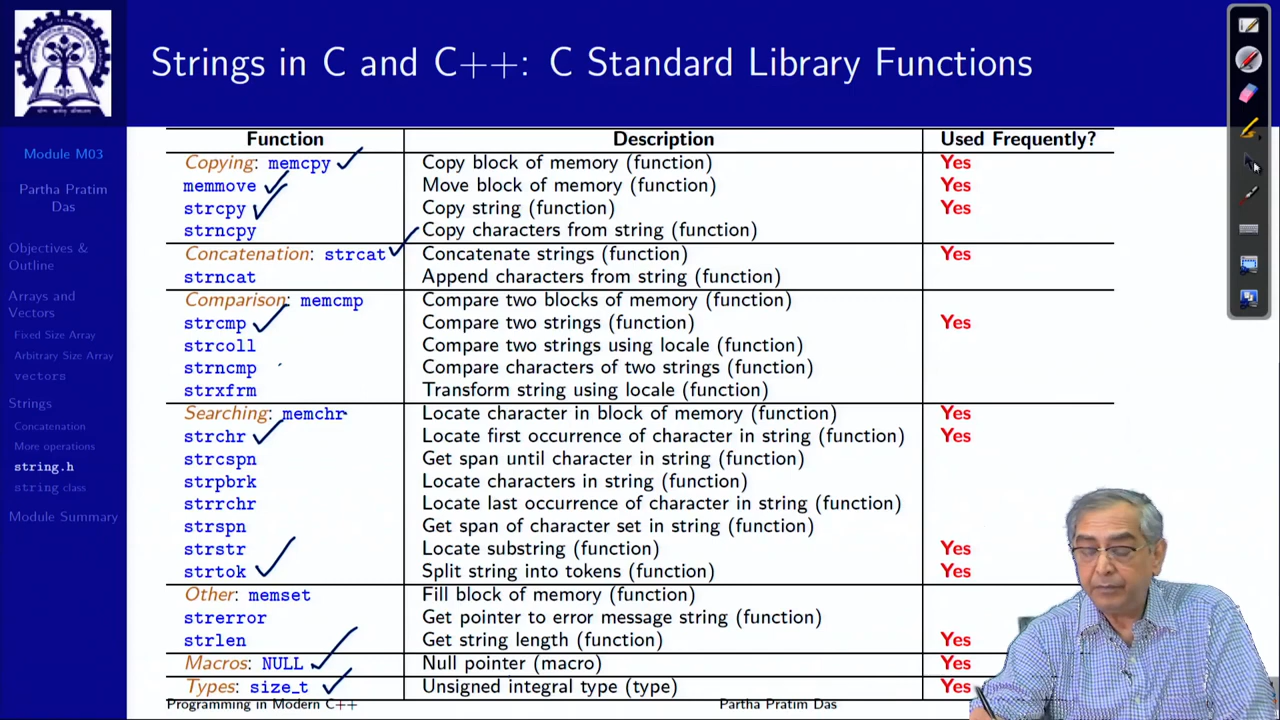 Strings in C and C++: C Standard Library Functions
Module M03
Partha Pratim
Das
Objectives &
Outline
Arrays and
Vectors
Fixed Size Array
Arbitrary Size Array
vectors
Strings
Concatenation
More operations
string.h
string class
Module Summary
Function Description Used Frequently?
Copying: memcpy Copy block of memory (function) Yes
memmove Move block of memory (function) Yes
strcpy Copy string (function) Yes
strncpy Copy characters from string (function)
Concatenation: strcat Concatenate strings (function) Yes
strncat Append characters from string (function)
Comparison: memcmp Compare two blocks of memory (function)
strcmp Compare two strings (function) Yes
strcoll Compare two strings using locale (function)
strncmp Compare characters of two strings (function)
strxfrm Transform string using locale (function)
Searching: memchr Locate character in block of memory (function) Yes
strchr Locate first occurrence of character in string (function) Yes
strcspn Get span until character in string (function)
strpbrk Locate characters in string (function)
strrchr Locate last occurrence of character in string (function)
strspn Get span of character set in string (function)
strstr Locate substring (function) Yes
strtok Split string into tokens (function) Yes
Other: memset Fill block of memory (function)
strerror Get pointer to error message string (function)
strlen Get string length (function) Yes
Macros: NULL Null pointer (macro) Yes
Types: size_t Unsigned integral type (type) Yes
Programming in Modern C++ Partha Pratim Das